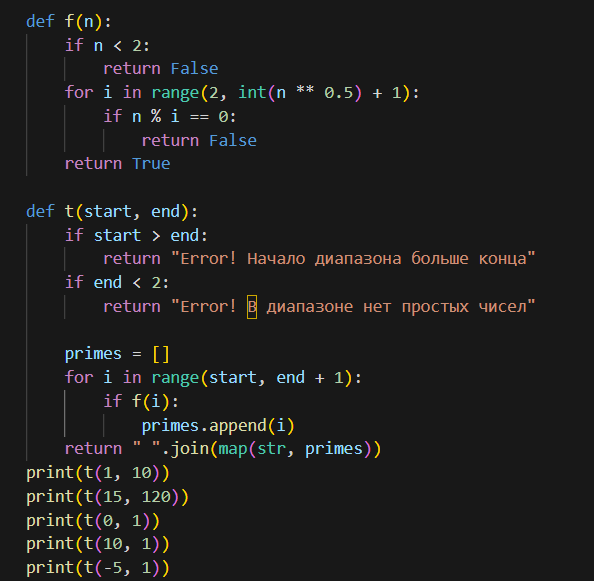 def f(n):
    if n < 2:
        return False
    for i in range(2, int(n ** 0.5) + 1):
        if n % i == 0:
            return False
    return True

def t(start, end):
    if start > end:
        return "Error! Начало диапазона больше конца"
    if end < 2:
        return "Error! В диапазоне нет простых чисел"

    primes = []
    for i in range(start, end + 1):
        if f(i):
            primes.append(i)
    return " ".join(map(str, primes))
print(t(1, 10))
print(t(15, 120))
print(t(0, 1))
print(t(10, 1))
print(t(-5, 1))